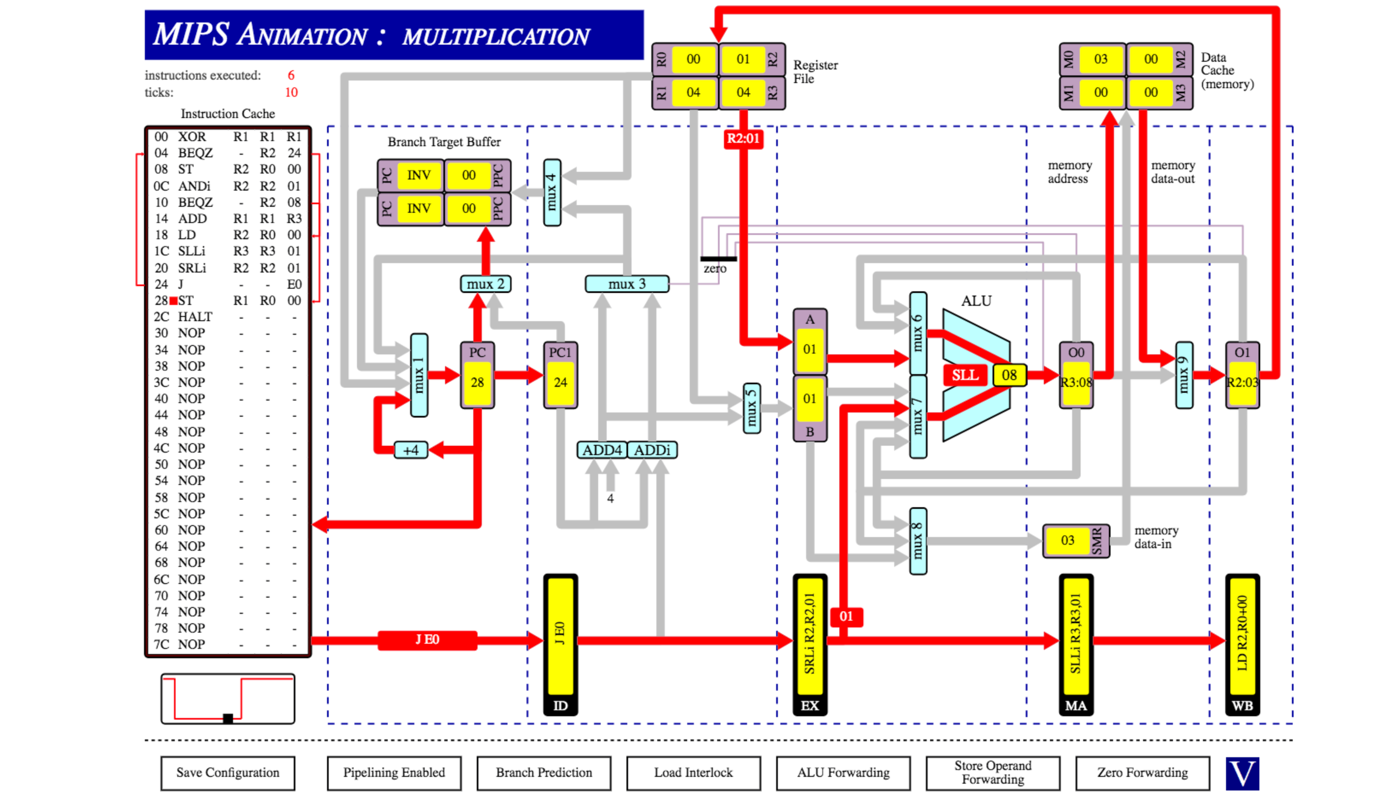 MIPS ANIMATION : MULTIPLICATION
instructions executed: 6
ticks: 10
Instruction Cache
00 XOR R1 R1 R1
04 BEQZ - R2 24
08 ST R2 R0 00
0C ANDi R2 R2 01
10 BEQZ - R2 08
14 ADD R1 R1 R3
18 LD R2 R0 00
1C SLLi R3 R3 01
20 SRLi R2 R2 01
24 J - - E0
28 ST R1 R0 00
2C HALT - - -
30 NOP - - -
34 NOP - - -
38 NOP - - -
3C NOP - - -
40 NOP - - -
48 NOP - - -
4C NOP - - -
50 NOP - - -
54 NOP - - -
58 NOP - - -
5C NOP - - -
60 NOP - - -
64 NOP - - -
68 NOP - - -
6C NOP - - -
70 NOP - - -
74 NOP - - -
78 NOP - - -
7C NOP - - -
R0 00 01 R2
R1 04 04 R3
Register
File
M0 03 00 M2
M1 00 00 M3
Data
Cache
(memory)
R2:01
Branch Target Buffer
PC INV 00 PPC
PC INV 00 PPC
mux 4
memory
address
memory
data-out
zero
mux 2
mux 3
mux 1
PC
28
PC1
24
+4
ADD4
ADDi
4
mux 5
A
01
01
B
mux 6
mux 7
ALU
SLL
08
O0
R3:08
mux 9
O1
R2:03
mux 8
03
SMR
memory
data-in
J E0
J E0
ID
SRLi R2,R2,01
EX
01
SLLi R3,R3,01
MA
LD R2,R0+00
WB
Save Configuration
Pipelining Enabled
Branch Prediction
Load Interlock
ALU Forwarding
Store Operand
Forwarding
Zero Forwarding
V